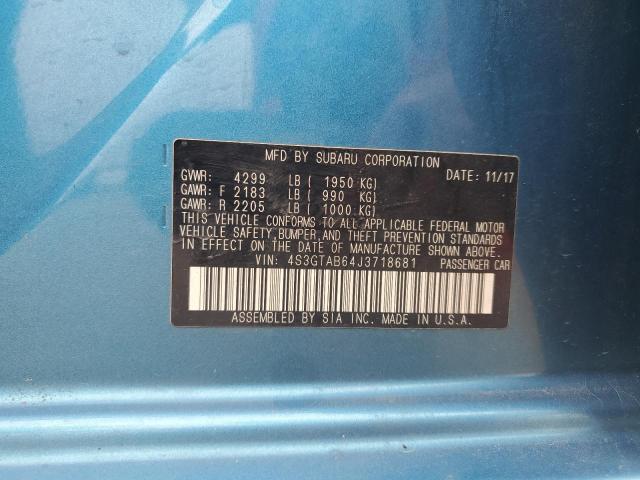 MFD BY SUBARU CORPORATION
GVWR: 4299 LB ( 1950 KG) DATE: 11/17
GAWR: F 2183 LB ( 990 KG)
GAWR: R 2205 LB ( 1000 KG)
THIS VEHICLE CONFORMS TO ALL APPLICABLE FEDERAL MOTOR
VEHICLE SAFETY,BUMPER,AND THEFT PREVENTION STANDARDS
IN EFFECT ON THE DATE OF MANUFACTURE SHOWN ABOVE.
VIN: 4S3GTAB64J3718681 PASSENGER CAR
ASSEMBLED BY SIA INC. MADE IN U.S.A.